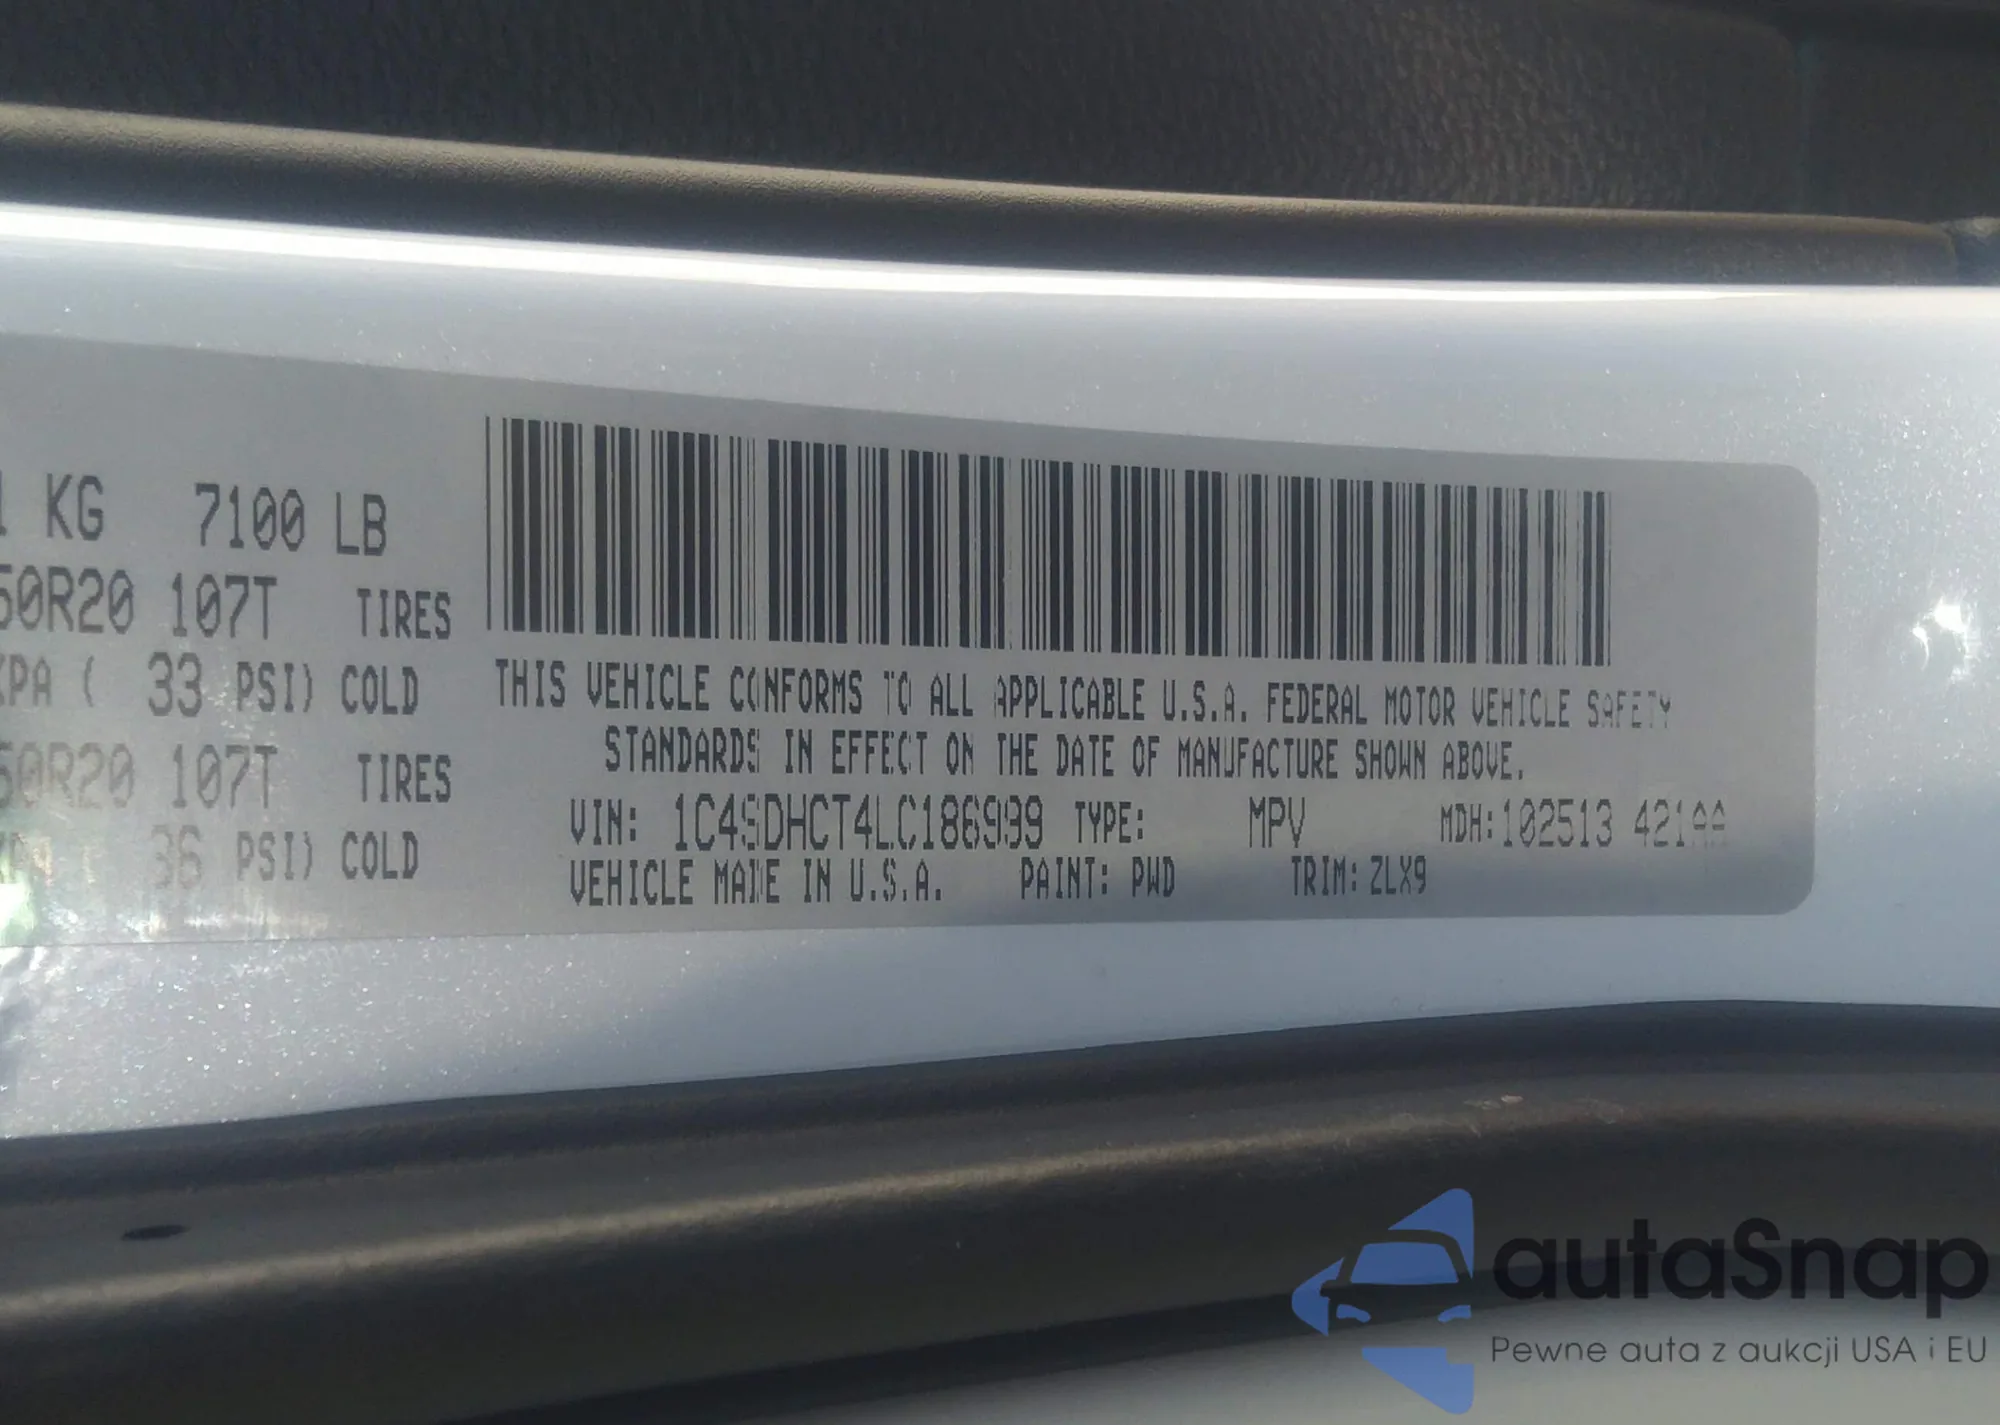 1 KG 7100 LB
50R20 107T TIRES
KPA ( 33 PSI) COLD
50R20 107T TIRES
36 PSI) COLD
THIS VEHICLE CONFORMS TO ALL APPLICABLE U.S.A. FEDERAL MOTOR VEHICLE SAFETY
STANDARDS IN EFFECT ON THE DATE OF MANUFACTURE SHOWN ABOVE.
VIN: 1C4SDHCT4LC186999 TYPE: MPV MDH:102513 421AA
VEHICLE MADE IN U.S.A. PAINT: PWD TRIM: ZLX9
autaSnap
Pewne auta z aukcji USA i EU